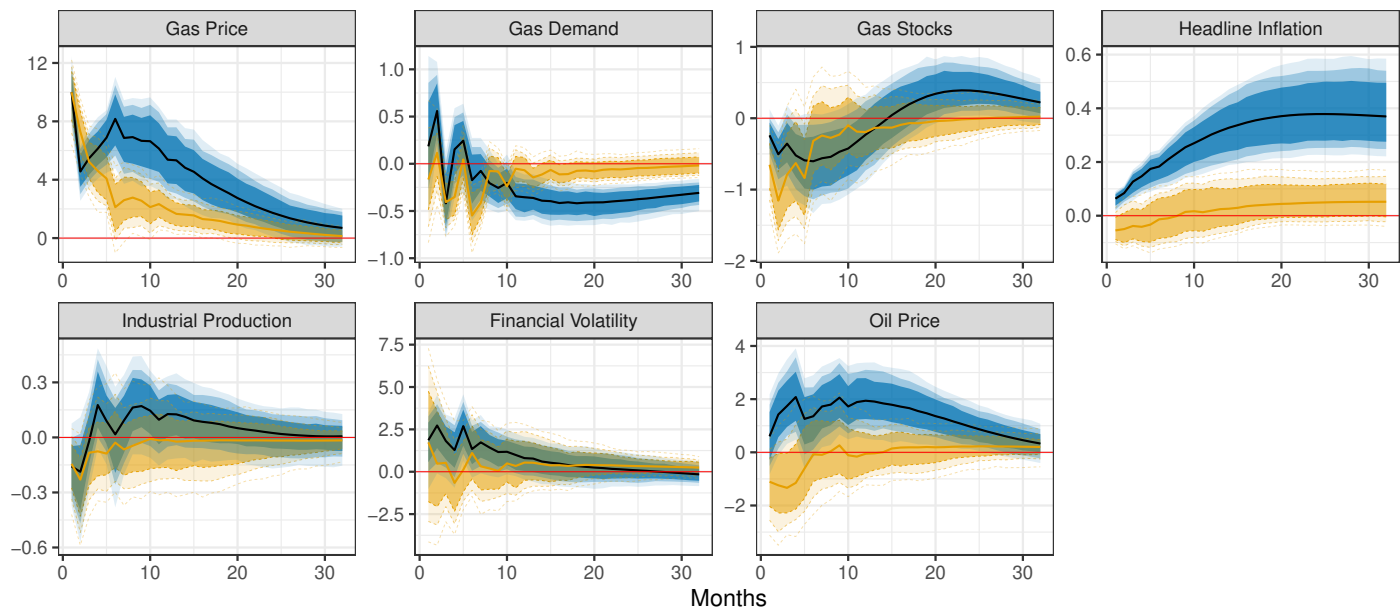 Gas Price
Gas Demand
Gas Stocks
Headline Inflation
12
8
4
0
1.0
0.5
0.0
−0.5
−1.0
1
0
−1
−2
0.6
0.4
0.2
0.0
0 10 20 30
0 10 20 30
0 10 20 30
0 10 20 30
Industrial Production
Financial Volatility
Oil Price
0.3
0.0
−0.3
−0.6
7.5
5.0
2.5
0.0
−2.5
4
2
0
−2
0 10 20 30
0 10 20 30
0 10 20 30
Months